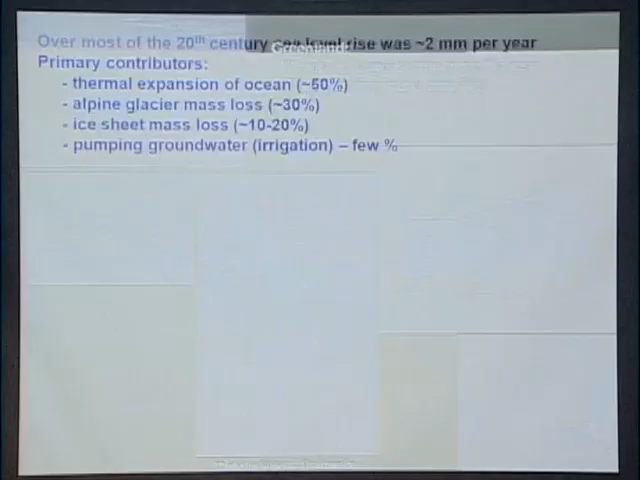 Over most of the 20th century sea level rise was ~2 mm per year
Primary contributors:
- thermal expansion of ocean (~50%)
- alpine glacier mass loss (~30%)
- ice sheet mass loss (~10-20%)
- pumping groundwater (irrigation) – few %
Greenland